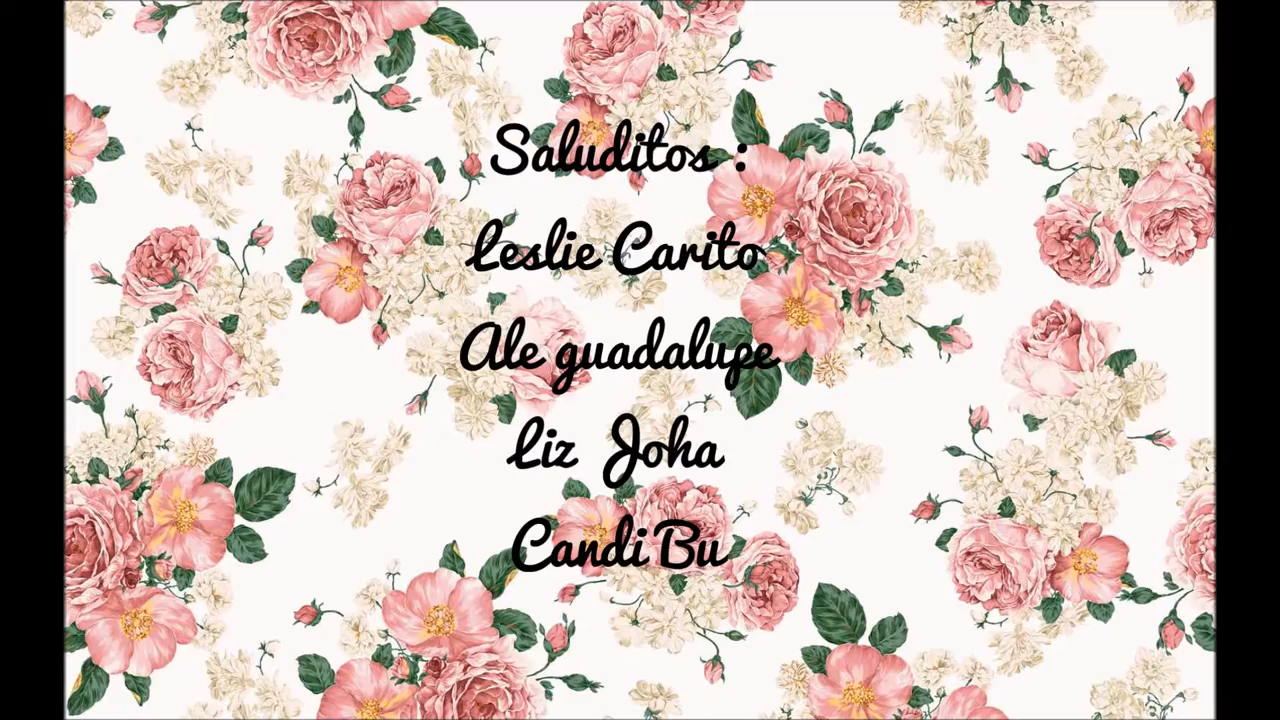 Saluditos :
Leslie Carito
Ale guadalupe
Liz Joha
Candi Bu